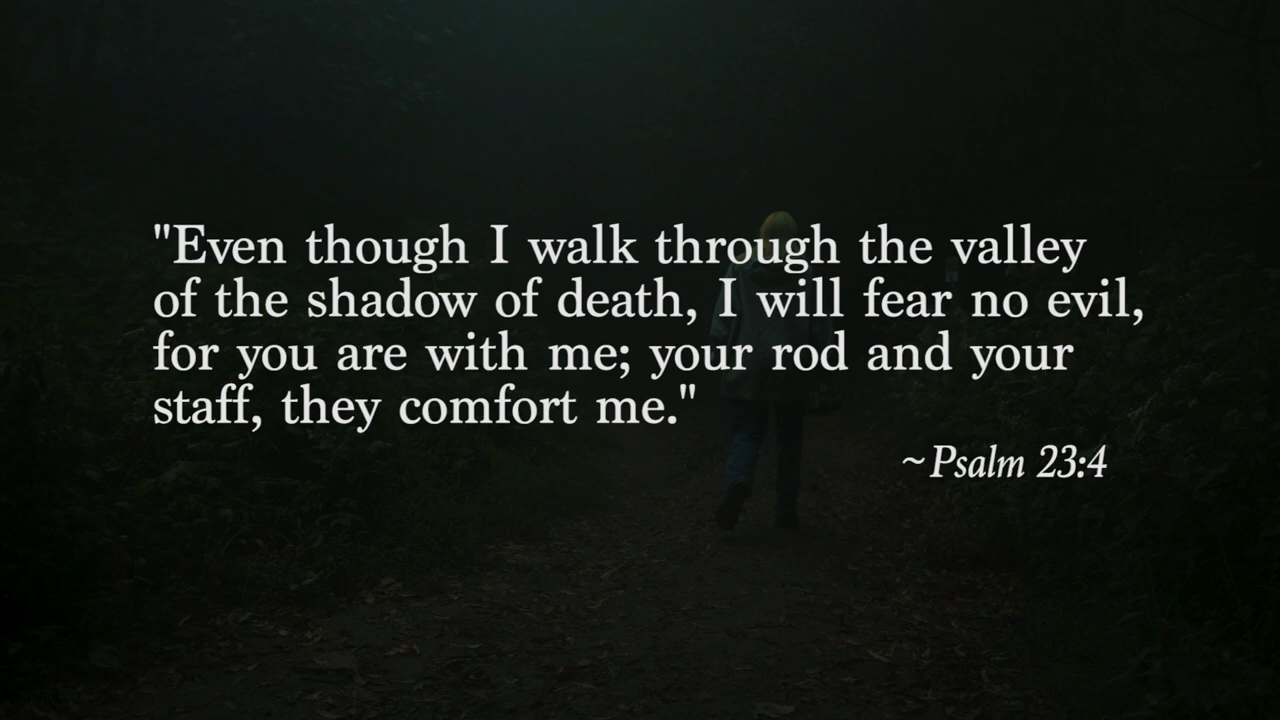 "Even though I walk through the valley
of the shadow of death, I will fear no evil,
for you are with me; your rod and your
staff, they comfort me."
~Psalm 23:4